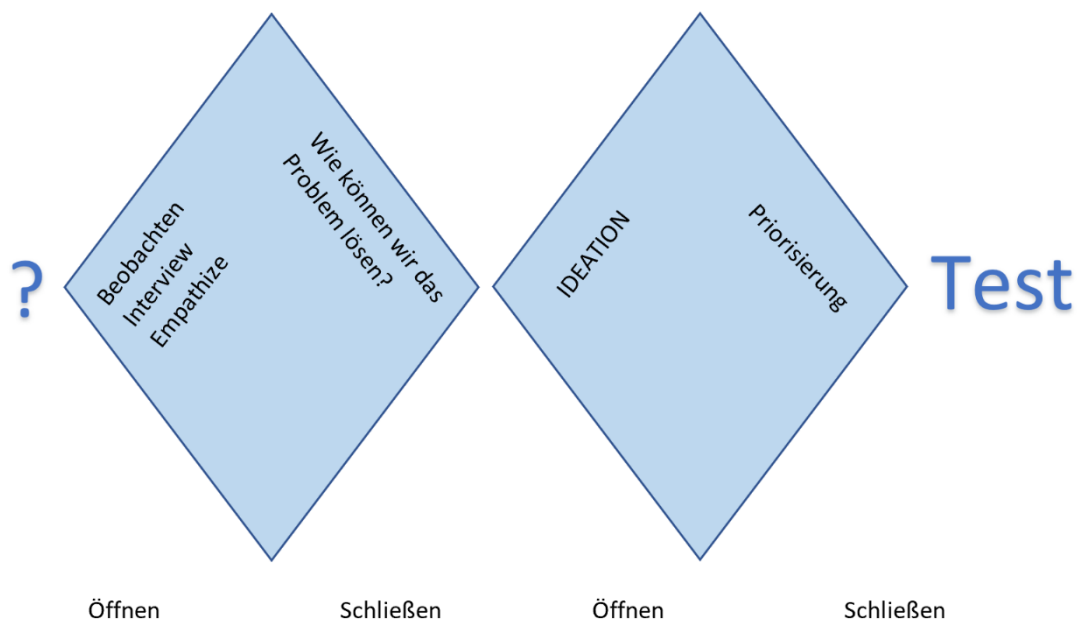 ?
Beobachten
Interview
Empathize
Wie können wir das
Problem lösen?
IDEATION
Priorisierung
Test
Öffnen
Schließen
Öffnen
Schließen